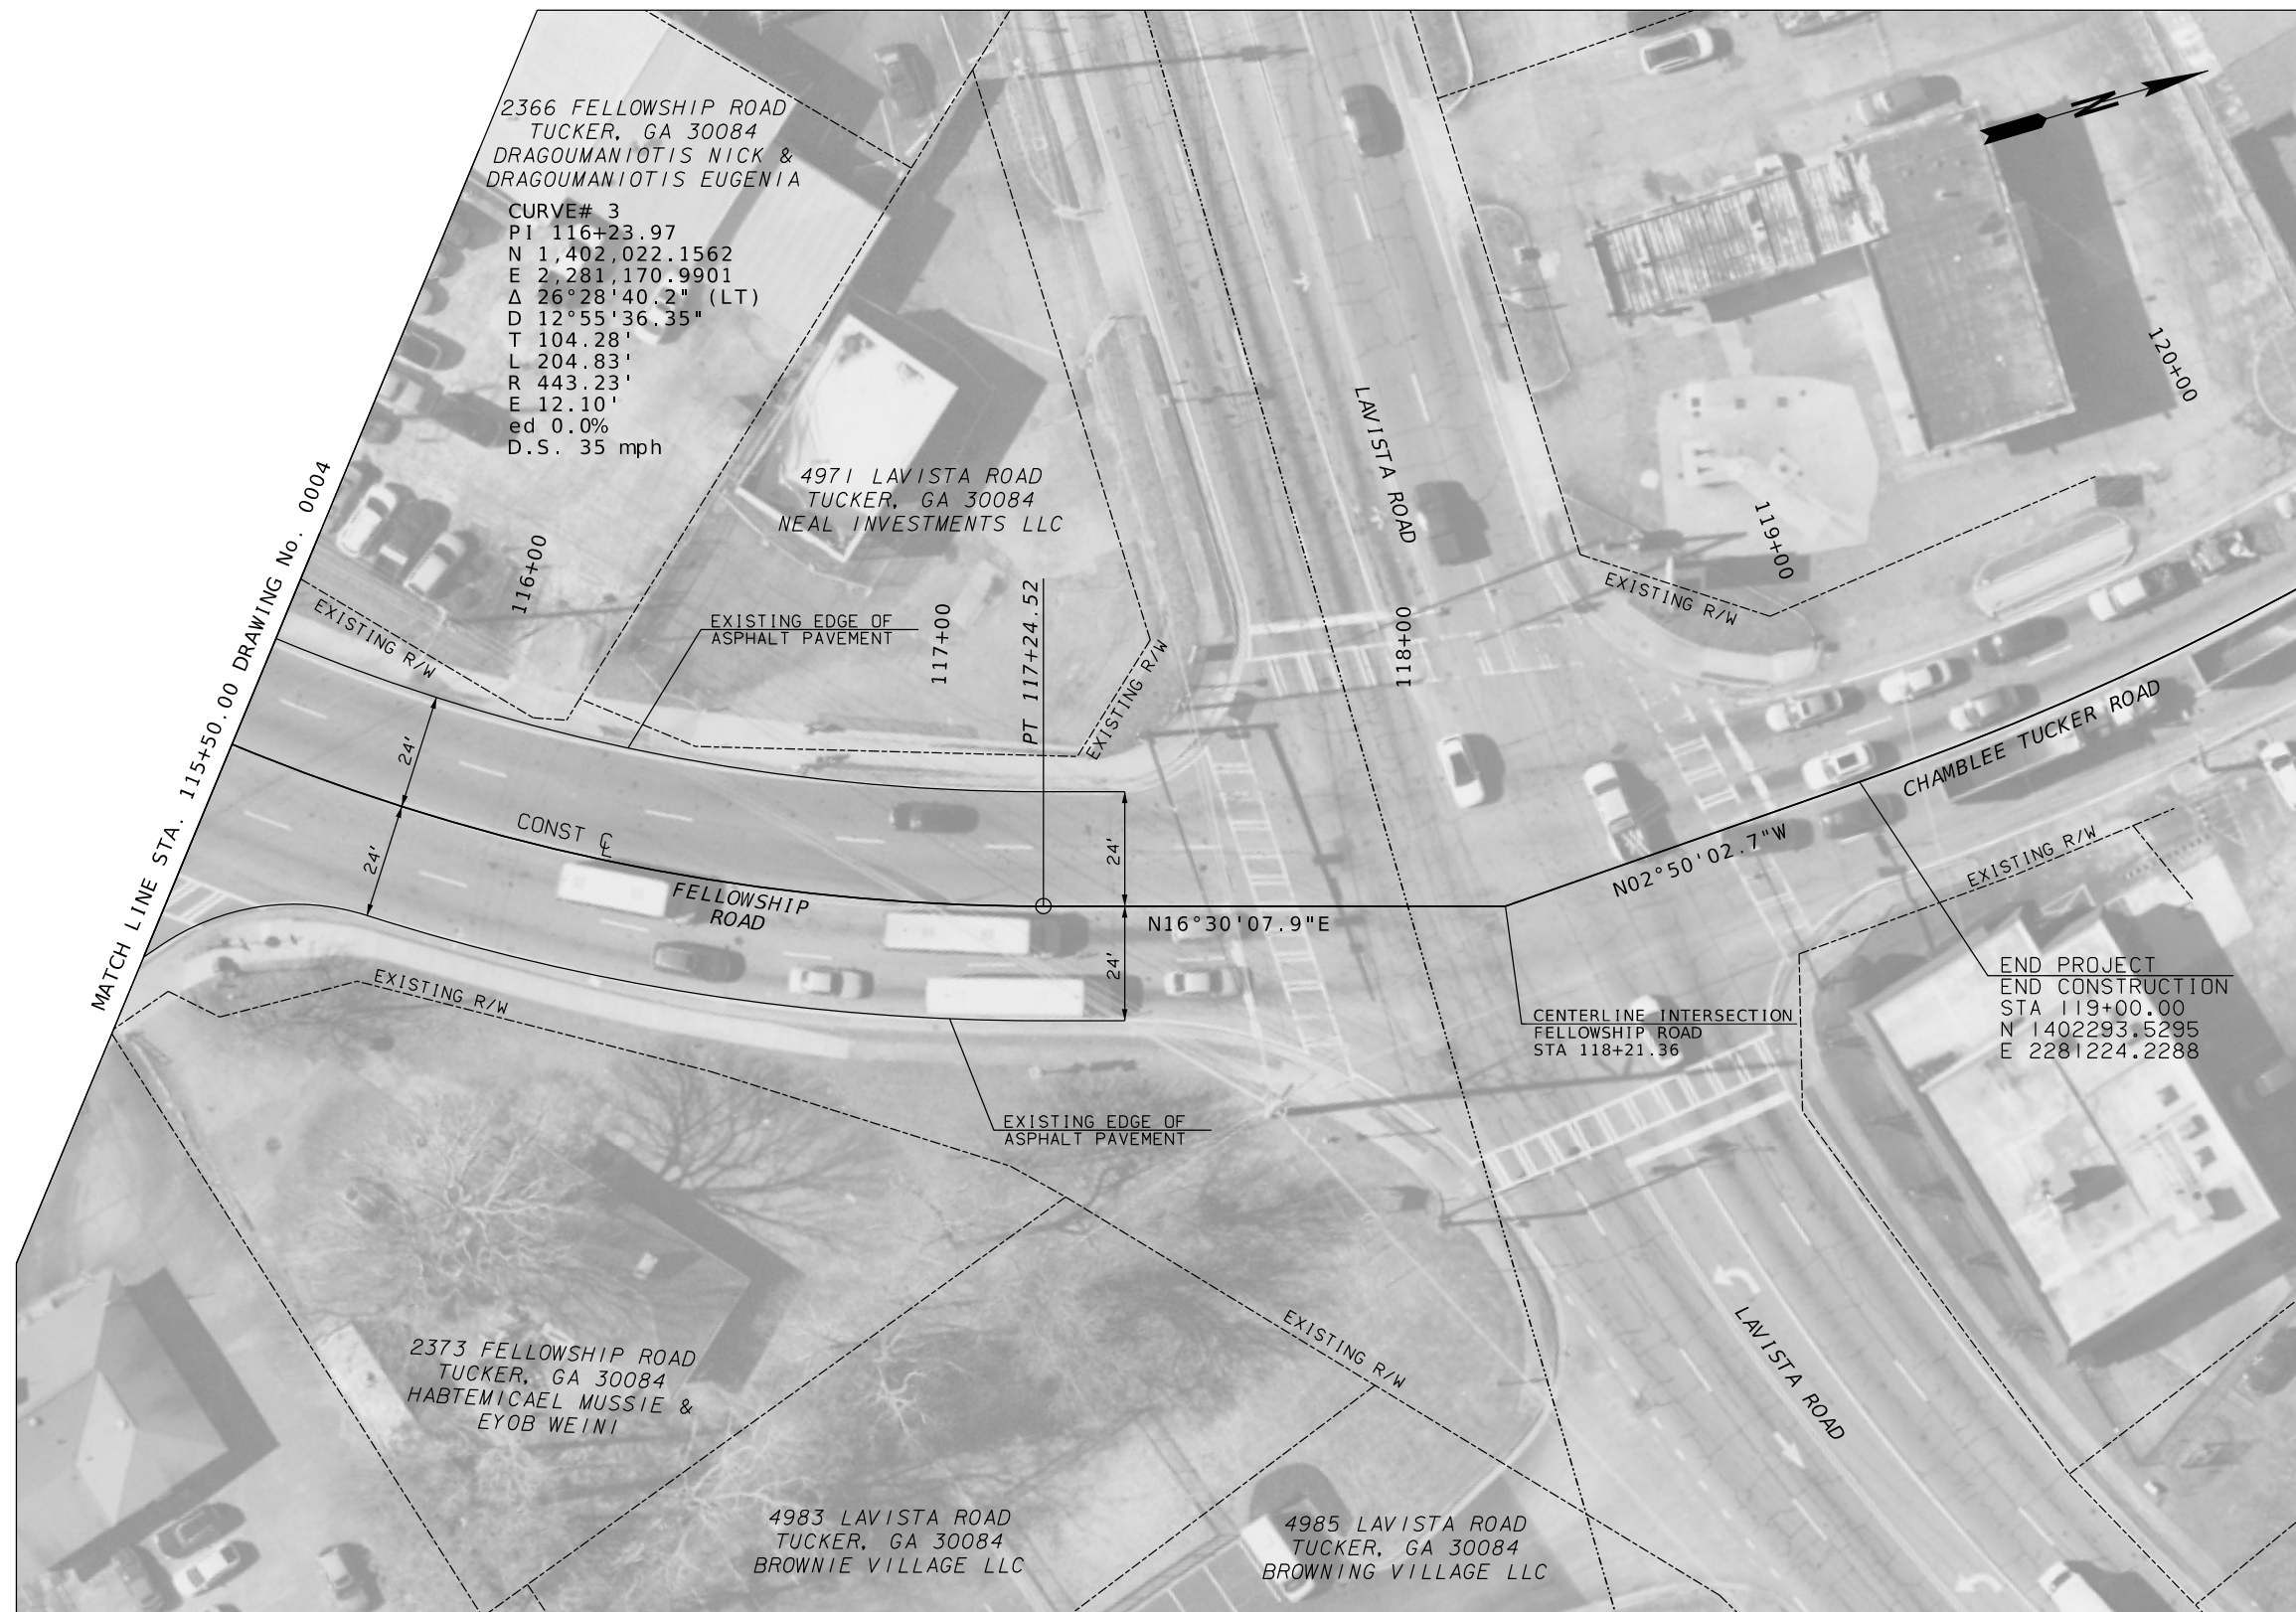 2366 FELLOWSHIP ROAD
TUCKER, GA 30084
DRAGOUMANIOTIS NICK &
DRAGOUMANIOTIS EUGENIA
CURVE# 3
PI 116+23.97
N 1,402,022.1562
E 2,281,170.9901
Δ 26°28'40.2" (LT)
D 12°55'36.35"
T 104.28'
L 204.83'
R 443.23'
E 12.10'
ed 0.0%
D.S. 35 mph
N
120+00
LAVISTA ROAD
4971 LAVISTA ROAD
TUCKER, GA 30084
NEAL INVESTMENTS LLC
MATCH LINE STA. 115+50.00 DRAWING No. 0004
116+00
117+00
PT 117+24.52
118+00
119+00
EXISTING R/W
EXISTING EDGE OF
ASPHALT PAVEMENT
EXISTING R/W
EXISTING R/W
24'
24'
24'
24'
CONST ℄
FELLOWSHIP
ROAD
N16°30'07.9"E
N02°50'02.7"W
CHAMBLEE TUCKER ROAD
EXISTING R/W
EXISTING R/W
END PROJECT
END CONSTRUCTION
STA 119+00.00
N 1402293.5295
E 2281224.2288
CENTERLINE INTERSECTION
FELLOWSHIP ROAD
STA 118+21.36
EXISTING EDGE OF
ASPHALT PAVEMENT
EXISTING R/W
LAVISTA ROAD
2373 FELLOWSHIP ROAD
TUCKER, GA 30084
HABTEMICAEL MUSSIE &
EYOB WEINI
4983 LAVISTA ROAD
TUCKER, GA 30084
BROWNIE VILLAGE LLC
4985 LAVISTA ROAD
TUCKER, GA 30084
BROWNING VILLAGE LLC